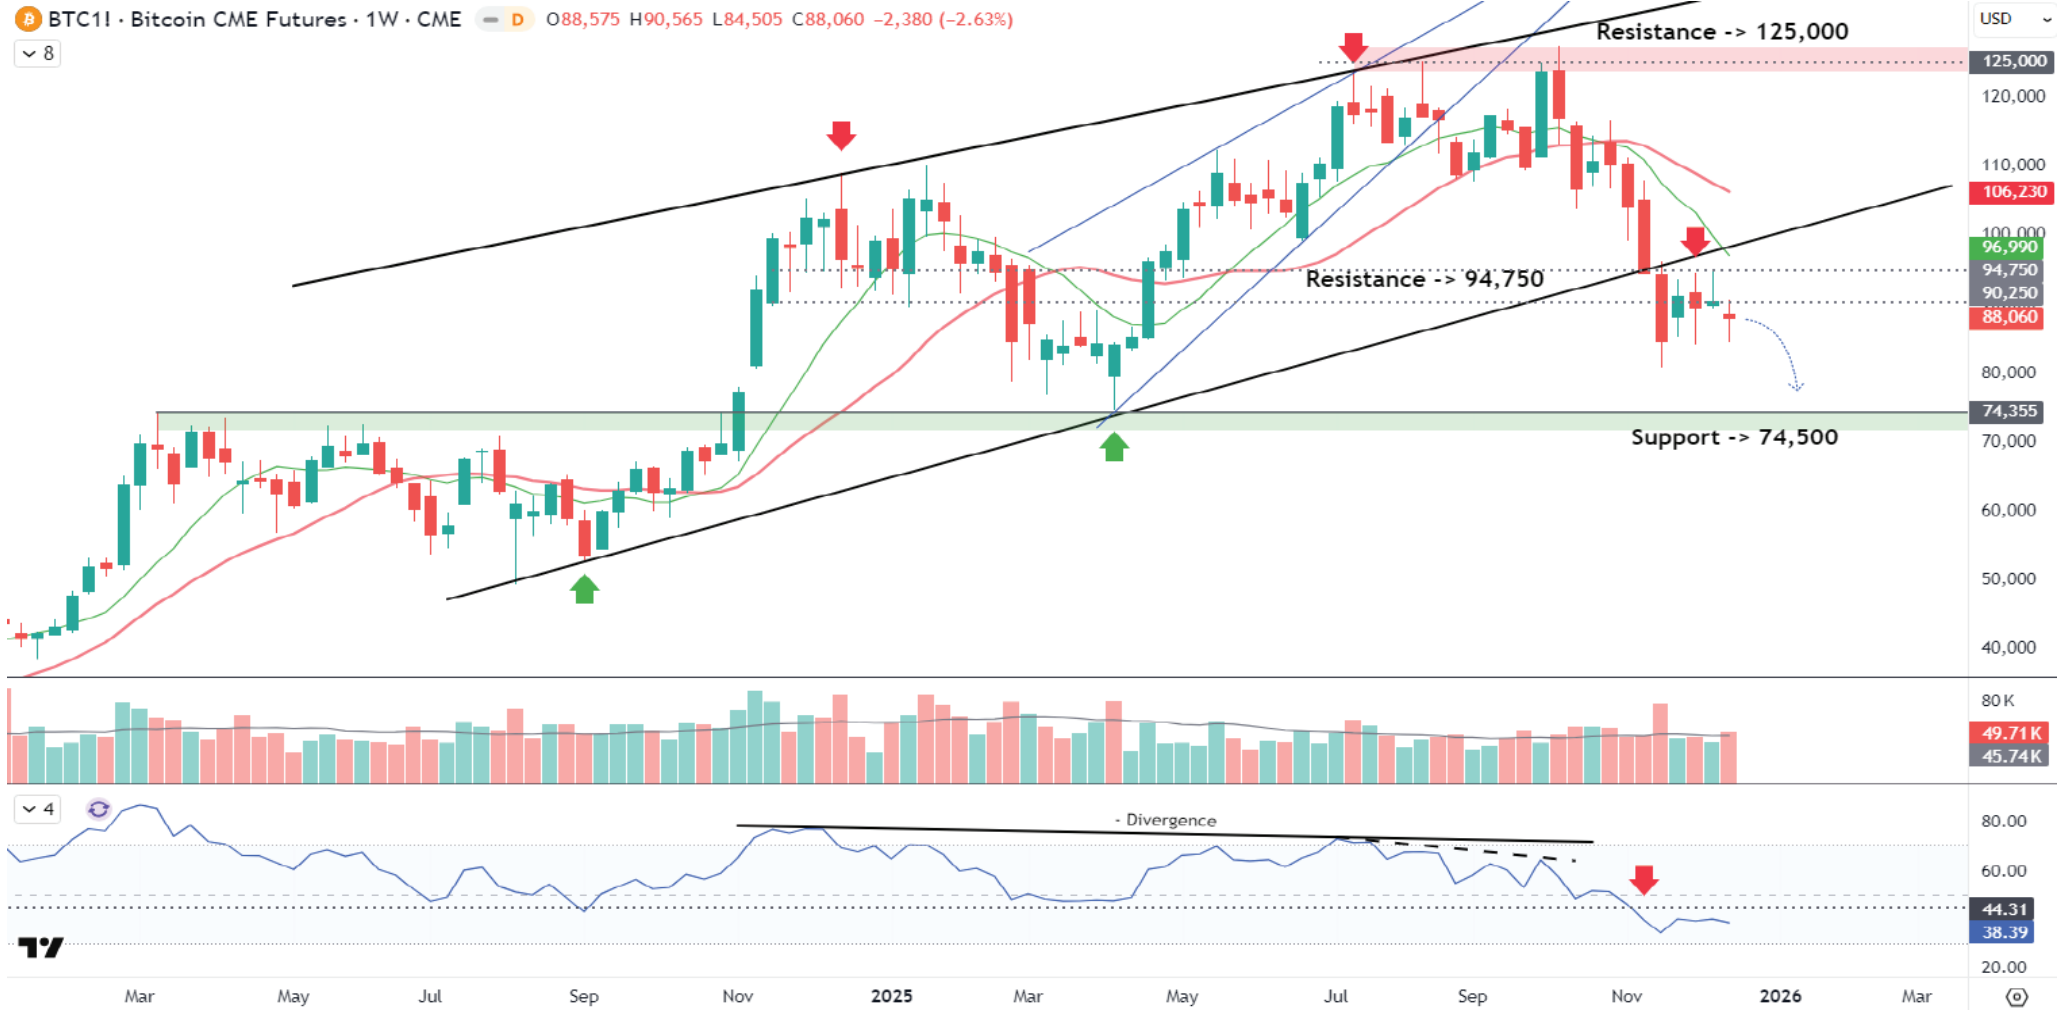 BTC1! · Bitcoin CME Futures · 1W · CME D O88,575 H90,565 L84,505 C88,060 −2,380 (−2.63%)
USD
8
Resistance -> 125,000
125,000
120,000
110,000
106,230
100,000
96,990
Resistance -> 94,750
94,750
90,250
88,060
80,000
74,355
Support -> 74,500
70,000
60,000
50,000
40,000
80 K
49.71 K
45.74 K
4
- Divergence
80.00
60.00
44.31
38.39
20.00
Mar May Jul Sep Nov 2025 Mar May Jul Sep Nov 2026 Mar